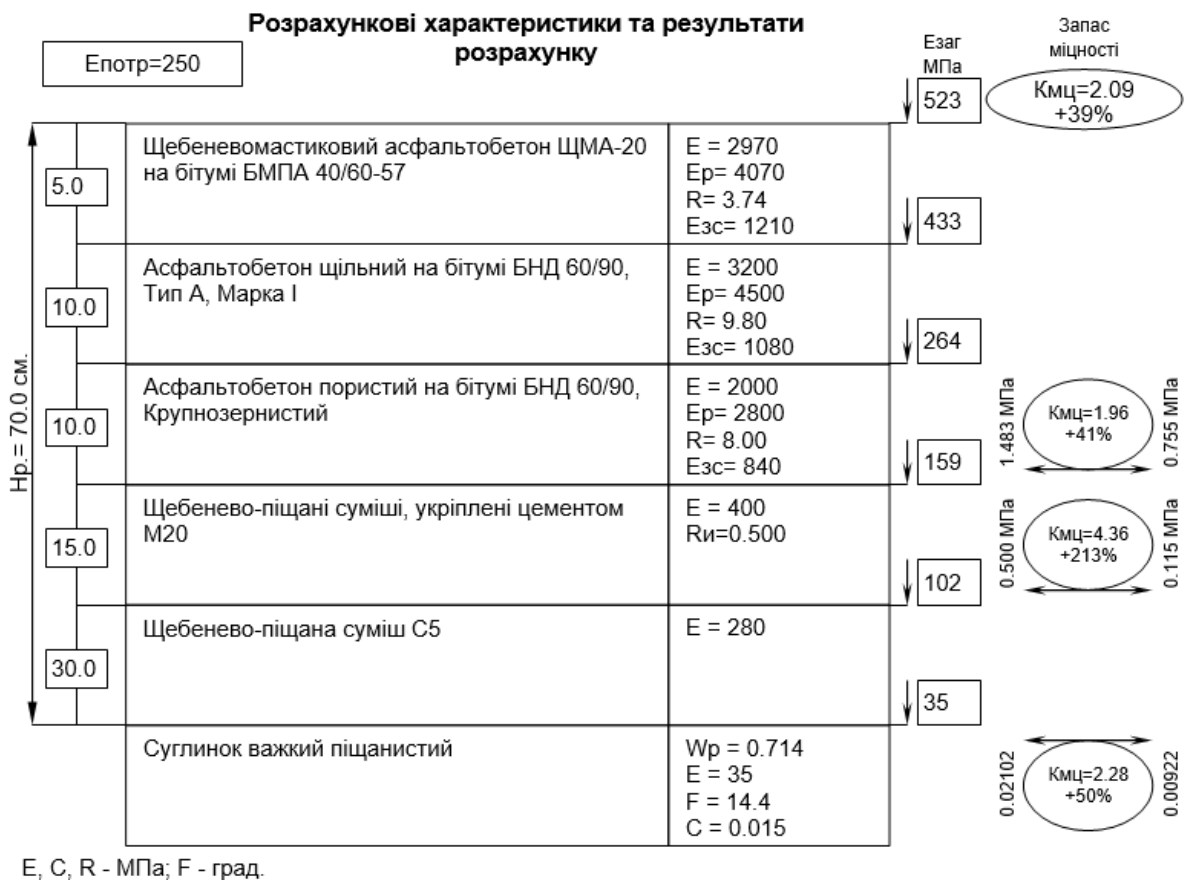 Розрахункові характеристики та результати
розрахунку
Епотр=250
Езаг
МПа
Запас
міцності
523
Кмц=2.09
+39%
Нр.= 70.0 см.
5.0
Щебеневомастиковий асфальтобетон ЩМА-20
на бітумі БМПА 40/60-57
E = 2970
Ep= 4070
R= 3.74
Eзс= 1210
433
10.0
Асфальтобетон щільний на бітумі БНД 60/90,
Тип А, Марка І
E = 3200
Ep= 4500
R= 9.80
Eзс= 1080
264
10.0
Асфальтобетон пористий на бітумі БНД 60/90,
Крупнозернистий
E = 2000
Ep= 2800
R= 8.00
Eзс= 840
159
1.483 МПа
Кмц=1.96
+41%
0.755 МПа
15.0
Щебенево-піщані суміші, укріплені цементом
М20
E = 400
Rи=0.500
102
0.500 МПа
Кмц=4.36
+213%
0.115 МПа
30.0
Щебенево-піщана суміш С5
E = 280
35
Суглинок важкий піщанистий
Wp = 0.714
E = 35
F = 14.4
C = 0.015
0.02102
Кмц=2.28
+50%
0.00922
E, C, R - МПа; F - град.